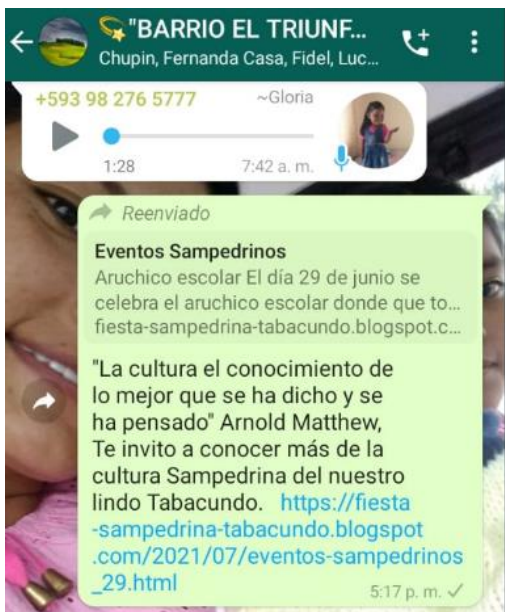 "BARRIO EL TRIUNF...
Chupin, Fernanda Casa, Fidel, Luc...
+593 98 276 5777 ~Gloria
1:28 7:42 a. m.
Reenviado
Eventos Sampedrinos
Aruchico escolar El día 29 de junio se
celebra el aruchico escolar donde que to...
fiesta-sampedrina-tabacundo.blogspot.c...
"La cultura el conocimiento de
lo mejor que se ha dicho y se
ha pensado" Arnold Matthew,
Te invito a conocer más de la
cultura Sampedrina del nuestro
lindo Tabacundo. https://fiesta
-sampedrina-tabacundo.blogspot
.com/2021/07/eventos-sampedrinos
_29.html
5:17 p. m.